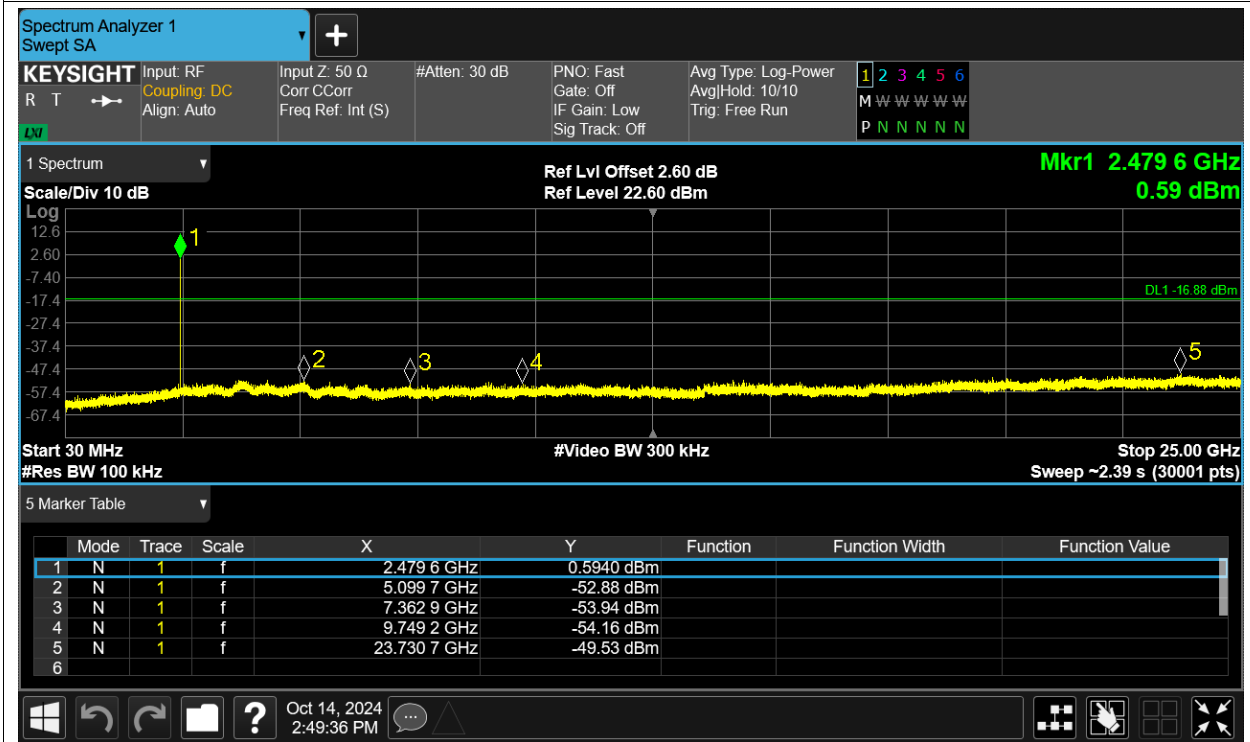 Spectrum Analyzer 1
Swept SA
KEYSIGHT
R T
LXI
Input: RF
Coupling: DC
Align: Auto
Input Z: 50 Ω
Corr CCorr
Freq Ref: Int (S)
#Atten: 30 dB
PNO: Fast
Gate: Off
IF Gain: Low
Sig Track: Off
Avg Type: Log-Power
Avg|Hold: 10/10
Trig: Free Run
1 2 3 4 5 6
M W W W W W
P N N N N N
1 Spectrum
Scale/Div 10 dB
Ref Lvl Offset 2.60 dB
Ref Level 22.60 dBm
Mkr1 2.479 6 GHz
0.59 dBm
Log
12.6
2.60
-7.40
-17.4
-27.4
-37.4
-47.4
-57.4
-67.4
1
DL1 -16.88 dBm
2
3
4
5
Start 30 MHz
#Res BW 100 kHz
#Video BW 300 kHz
Stop 25.00 GHz
Sweep ~2.39 s (30001 pts)
5 Marker Table
Mode Trace Scale X Y Function Function Width Function Value
1 N 1 f 2.479 6 GHz 0.5940 dBm
2 N 1 f 5.099 7 GHz -52.88 dBm
3 N 1 f 7.362 9 GHz -53.94 dBm
4 N 1 f 9.749 2 GHz -54.16 dBm
5 N 1 f 23.730 7 GHz -49.53 dBm
6
?
Oct 14, 2024
2:49:36 PM